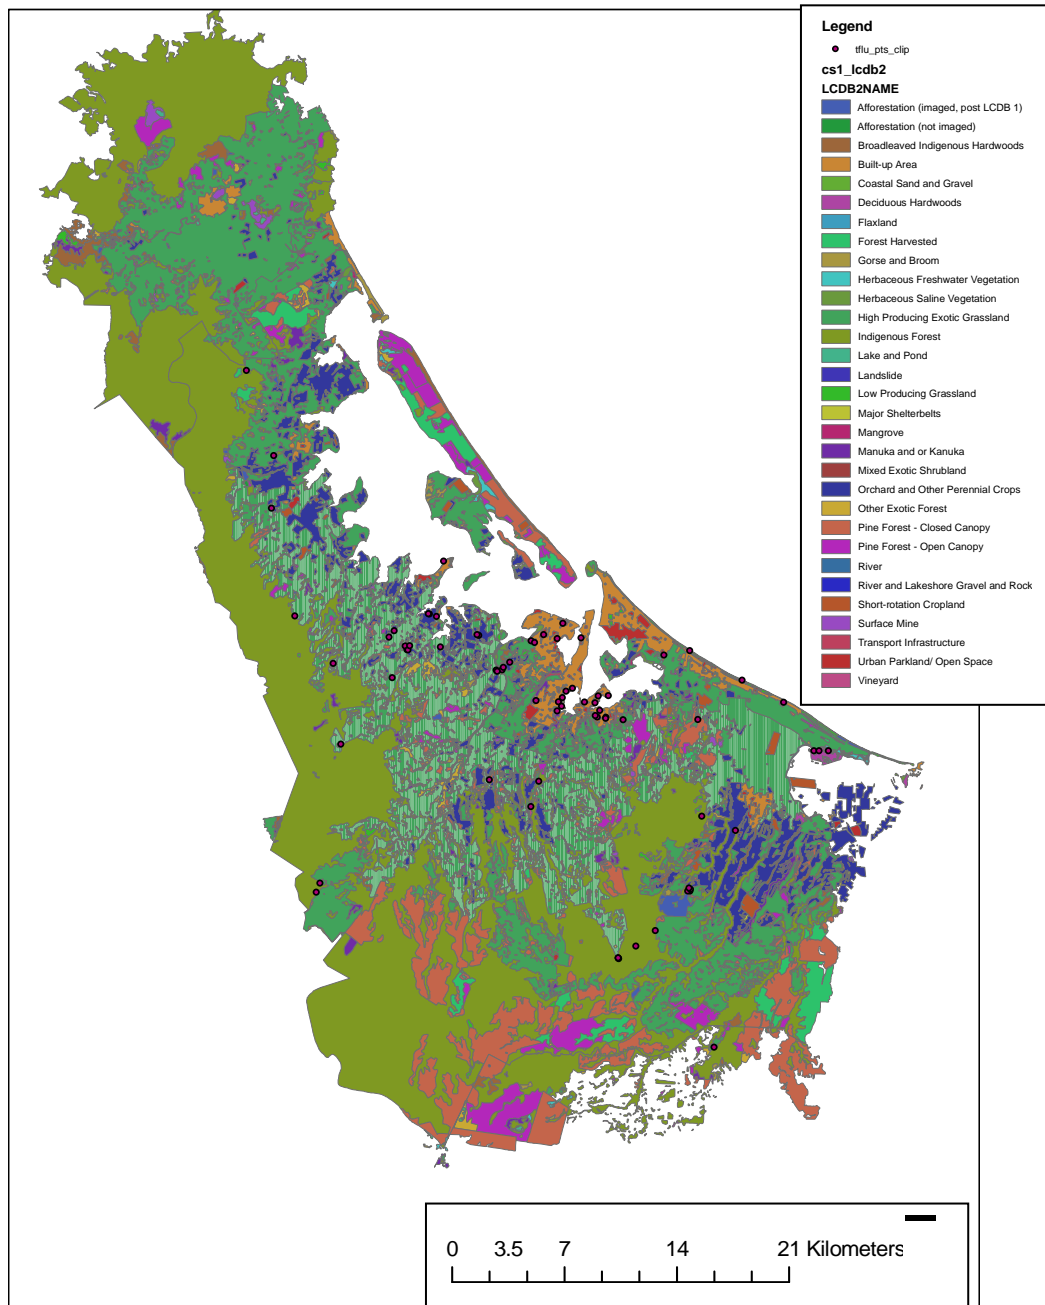 Legend
tflu_pts_clip
cs1_lcdb2
LCDB2NAME
Afforestation (imaged, post LCDB 1)
Afforestation (not imaged)
Broadleaved Indigenous Hardwoods
Built-up Area
Coastal Sand and Gravel
Deciduous Hardwoods
Flaxland
Forest Harvested
Gorse and Broom
Herbaceous Freshwater Vegetation
Herbaceous Saline Vegetation
High Producing Exotic Grassland
Indigenous Forest
Lake and Pond
Landslide
Low Producing Grassland
Major Shelterbelts
Mangrove
Manuka and or Kanuka
Mixed Exotic Shrubland
Orchard and Other Perennial Crops
Other Exotic Forest
Pine Forest - Closed Canopy
Pine Forest - Open Canopy
River
River and Lakeshore Gravel and Rock
Short-rotation Cropland
Surface Mine
Transport Infrastructure
Urban Parkland/ Open Space
Vineyard
0 3.5 7 14 21 Kilometers